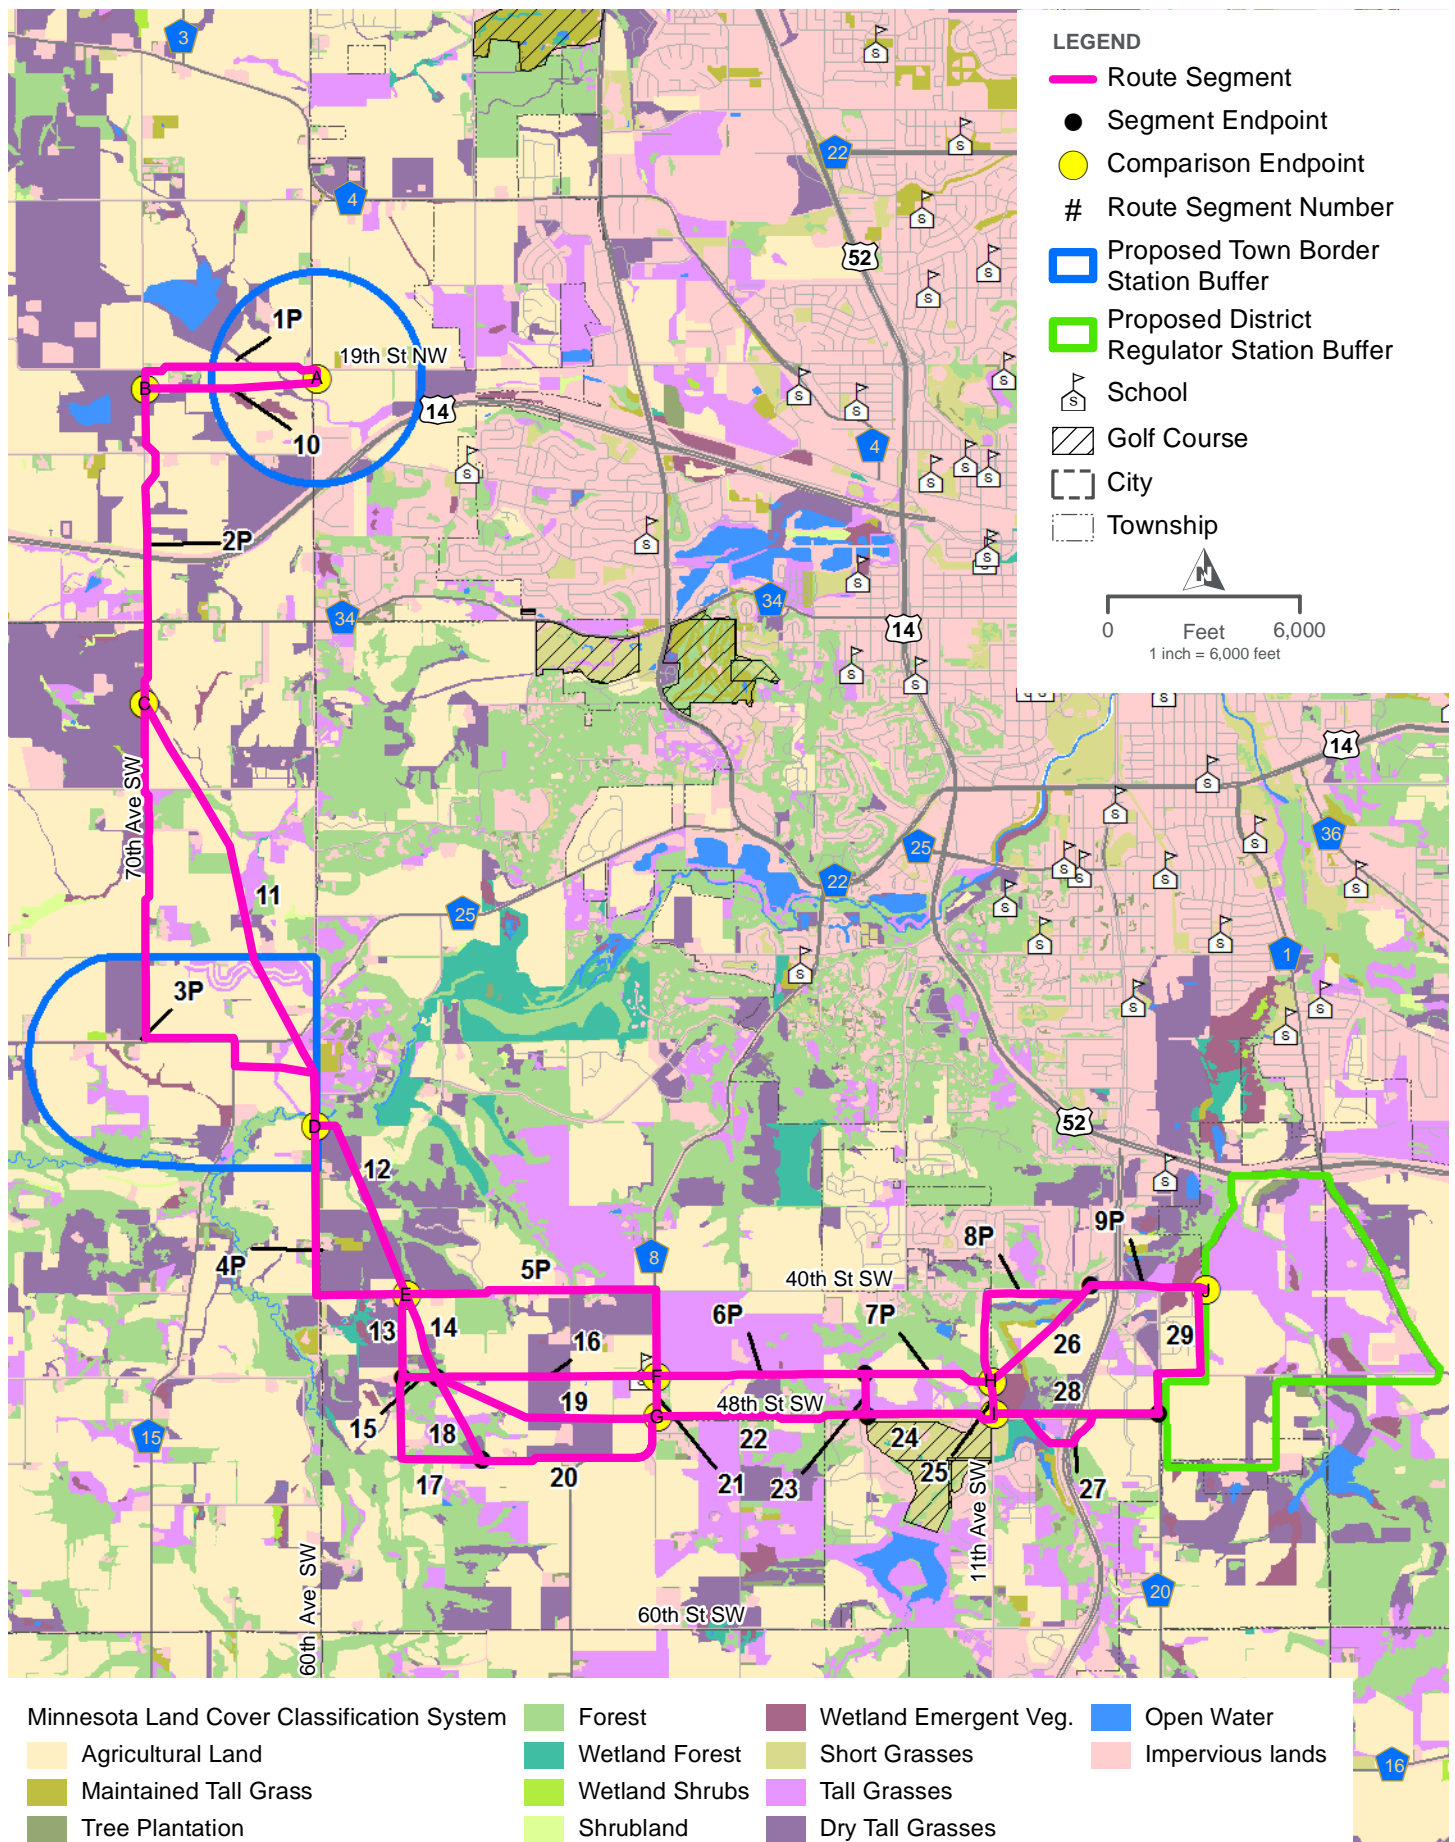 LEGEND
Route Segment
Segment Endpoint
Comparison Endpoint
# Route Segment Number
Proposed Town Border
Station Buffer
Proposed District
Regulator Station Buffer
S School
Golf Course
City
Township
N
0 Feet 6,000
1 inch = 6,000 feet
3
4
22
52
1P
19th St NW
A
B
10
14
4
2P
34
34
14
C
14
70th Ave SW
11
25
22
25
36
1
3P
D
12
52
4P
5P
8
40th St SW
8P
9P
E
J
13
14
16
6P
7P
26
29
F
H
15
18
19
G
48th St SW
22
24
28
17
20
21
23
25
27
15
11th Ave SW
60th Ave SW
60th St SW
20
16
Minnesota Land Cover Classification System
Agricultural Land
Maintained Tall Grass
Tree Plantation
Forest
Wetland Forest
Wetland Shrubs
Shrubland
Wetland Emergent Veg.
Short Grasses
Tall Grasses
Dry Tall Grasses
Open Water
Impervious lands